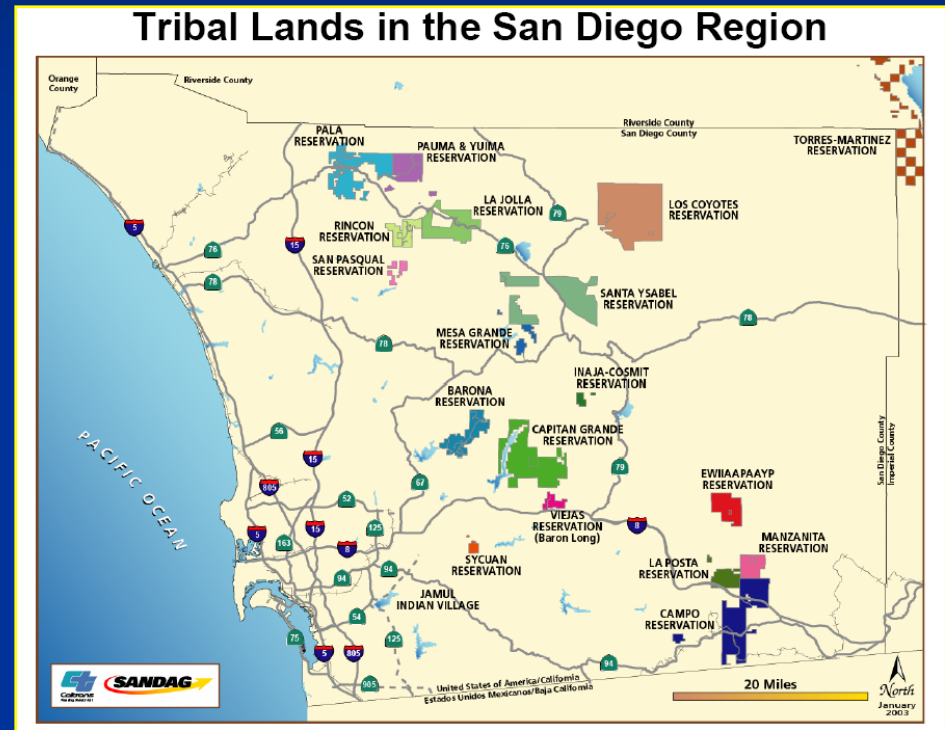 Tribal Lands in the San Diego Region
Orange
County
Riverside County
Riverside County
San Diego County
PALA
RESERVATION
PAUMA & YUIMA
RESERVATION
TORRES-MARTINEZ
RESERVATION
LA JOLLA
RESERVATION
LOS COYOTES
RESERVATION
79
5
RINCON
RESERVATION
15
76
76
SAN PASQUAL
RESERVATION
78
SANTA YSABEL
RESERVATION
78
MESA GRANDE
RESERVATION
78
INAJA-COSMIT
RESERVATION
BARONA
RESERVATION
CAPITAN GRANDE
RESERVATION
56
PACIFIC OCEAN
15
San Diego County
Imperial County
79
67
805
EWIIAAPAAYP
RESERVATION
52
VIEJAS
RESERVATION
(Baron Long)
8
5
163
15
125
8
MANZANITA
RESERVATION
SYCUAN
RESERVATION
LA POSTA
RESERVATION
94
94
JAMUL
INDIAN VILLAGE
54
CAMPO
RESERVATION
75
125
5
805
94
905
United States of America/California
Estados Unidos Mexicanos/Baja California
Caltrans
SANDAG
20 Miles
North
January
2003